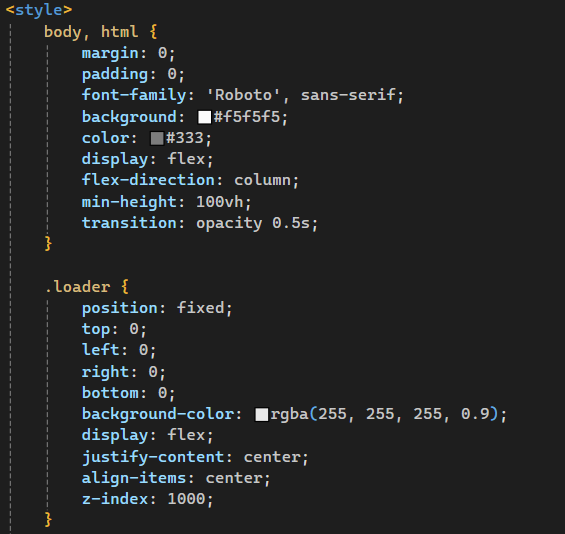 <style>
body, html {
margin: 0;
padding: 0;
font-family: 'Roboto', sans-serif;
background: #f5f5f5;
color: #333;
display: flex;
flex-direction: column;
min-height: 100vh;
transition: opacity 0.5s;
}
.loader {
position: fixed;
top: 0;
left: 0;
right: 0;
bottom: 0;
background-color: rgba(255, 255, 255, 0.9);
display: flex;
justify-content: center;
align-items: center;
z-index: 1000;
}